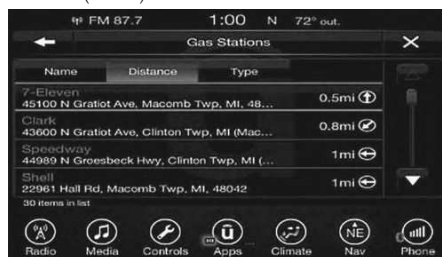 FM 87.7 1:00 N 72° out.
Gas Stations
Name Distance Type
7-Eleven
45100 N Gratiot Ave, Macomb Twp, MI, 48... 0.5mi
Clark
43600 N Gratiot Ave, Clinton Twp, MI (Mac... 0.8mi
Speedway
44989 N Groesbeck Hwy, Clinton Twp, MI (... 1mi
Shell
22961 Hall Rd, Macomb Twp, MI, 48042 1mi
30 items in list
Radio Media Controls Apps Climate Nav Phone